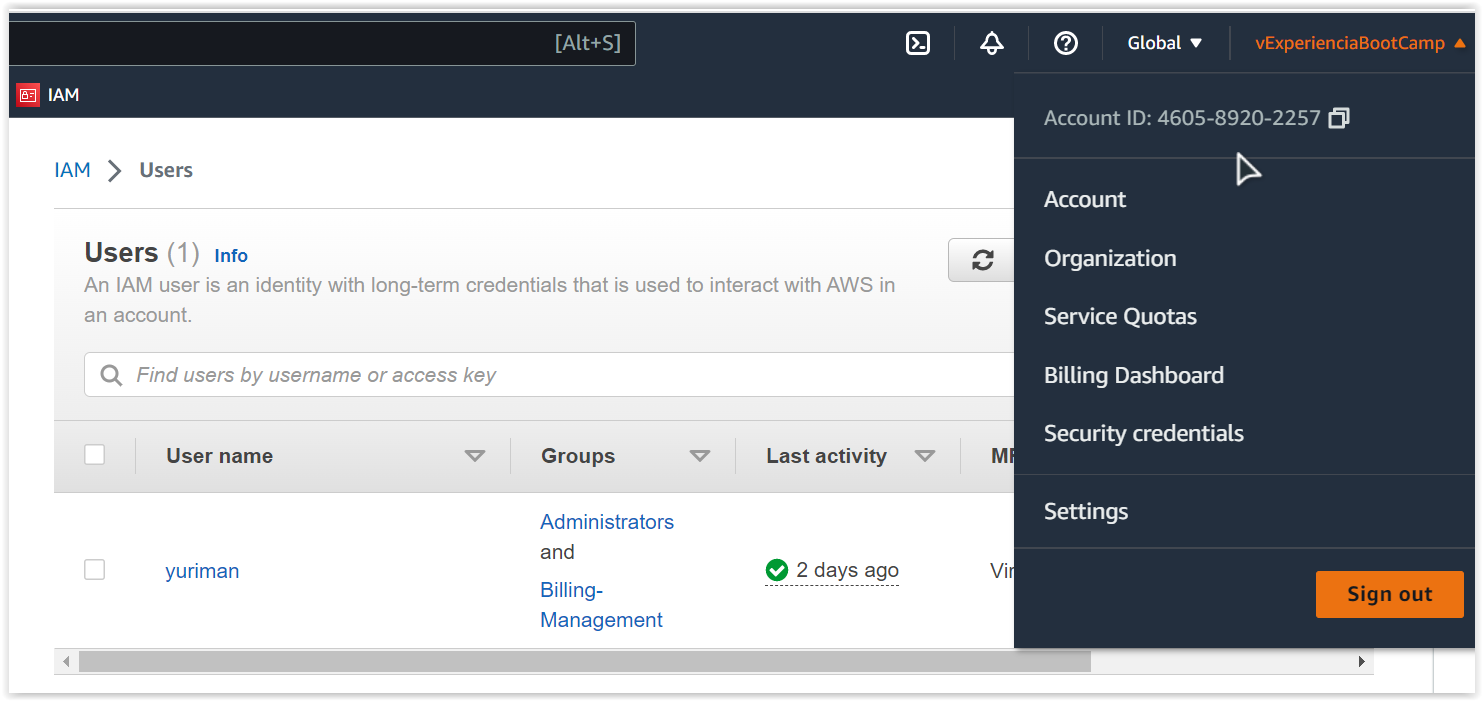 [Alt+S]
Global
vExperienciaBootCamp
IAM
Account ID: 4605-8920-2257
IAM
Users
Account
Organization
Service Quotas
Billing Dashboard
Security credentials
Settings
Sign out
Users (1) Info
An IAM user is an identity with long-term credentials that is used to interact with AWS in
an account.
Find users by username or access key
User name
Groups
Last activity
yuriman
Administrators
and
Billing-
Management
2 days ago